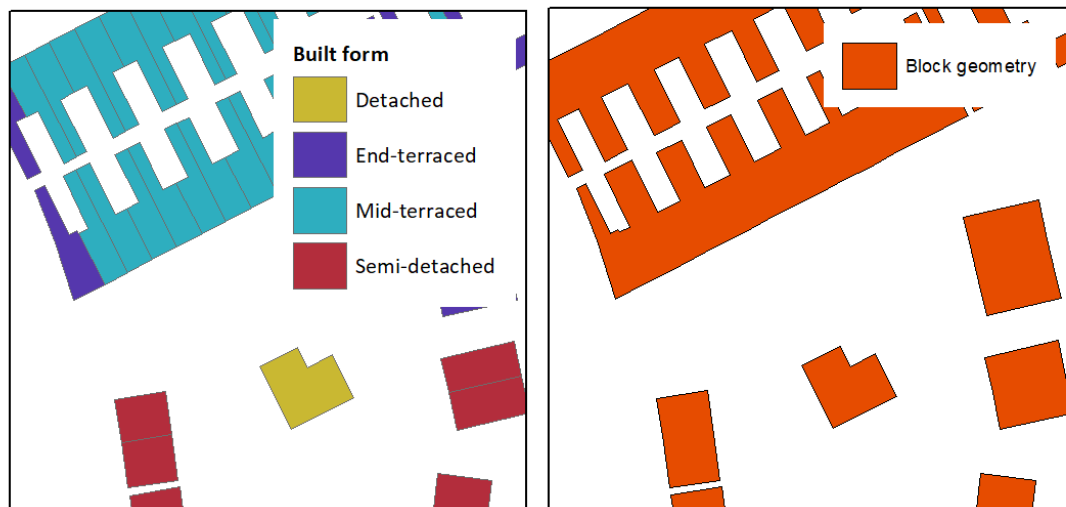 Built form
Detached
End-terraced
Mid-terraced
Semi-detached
Block geometry